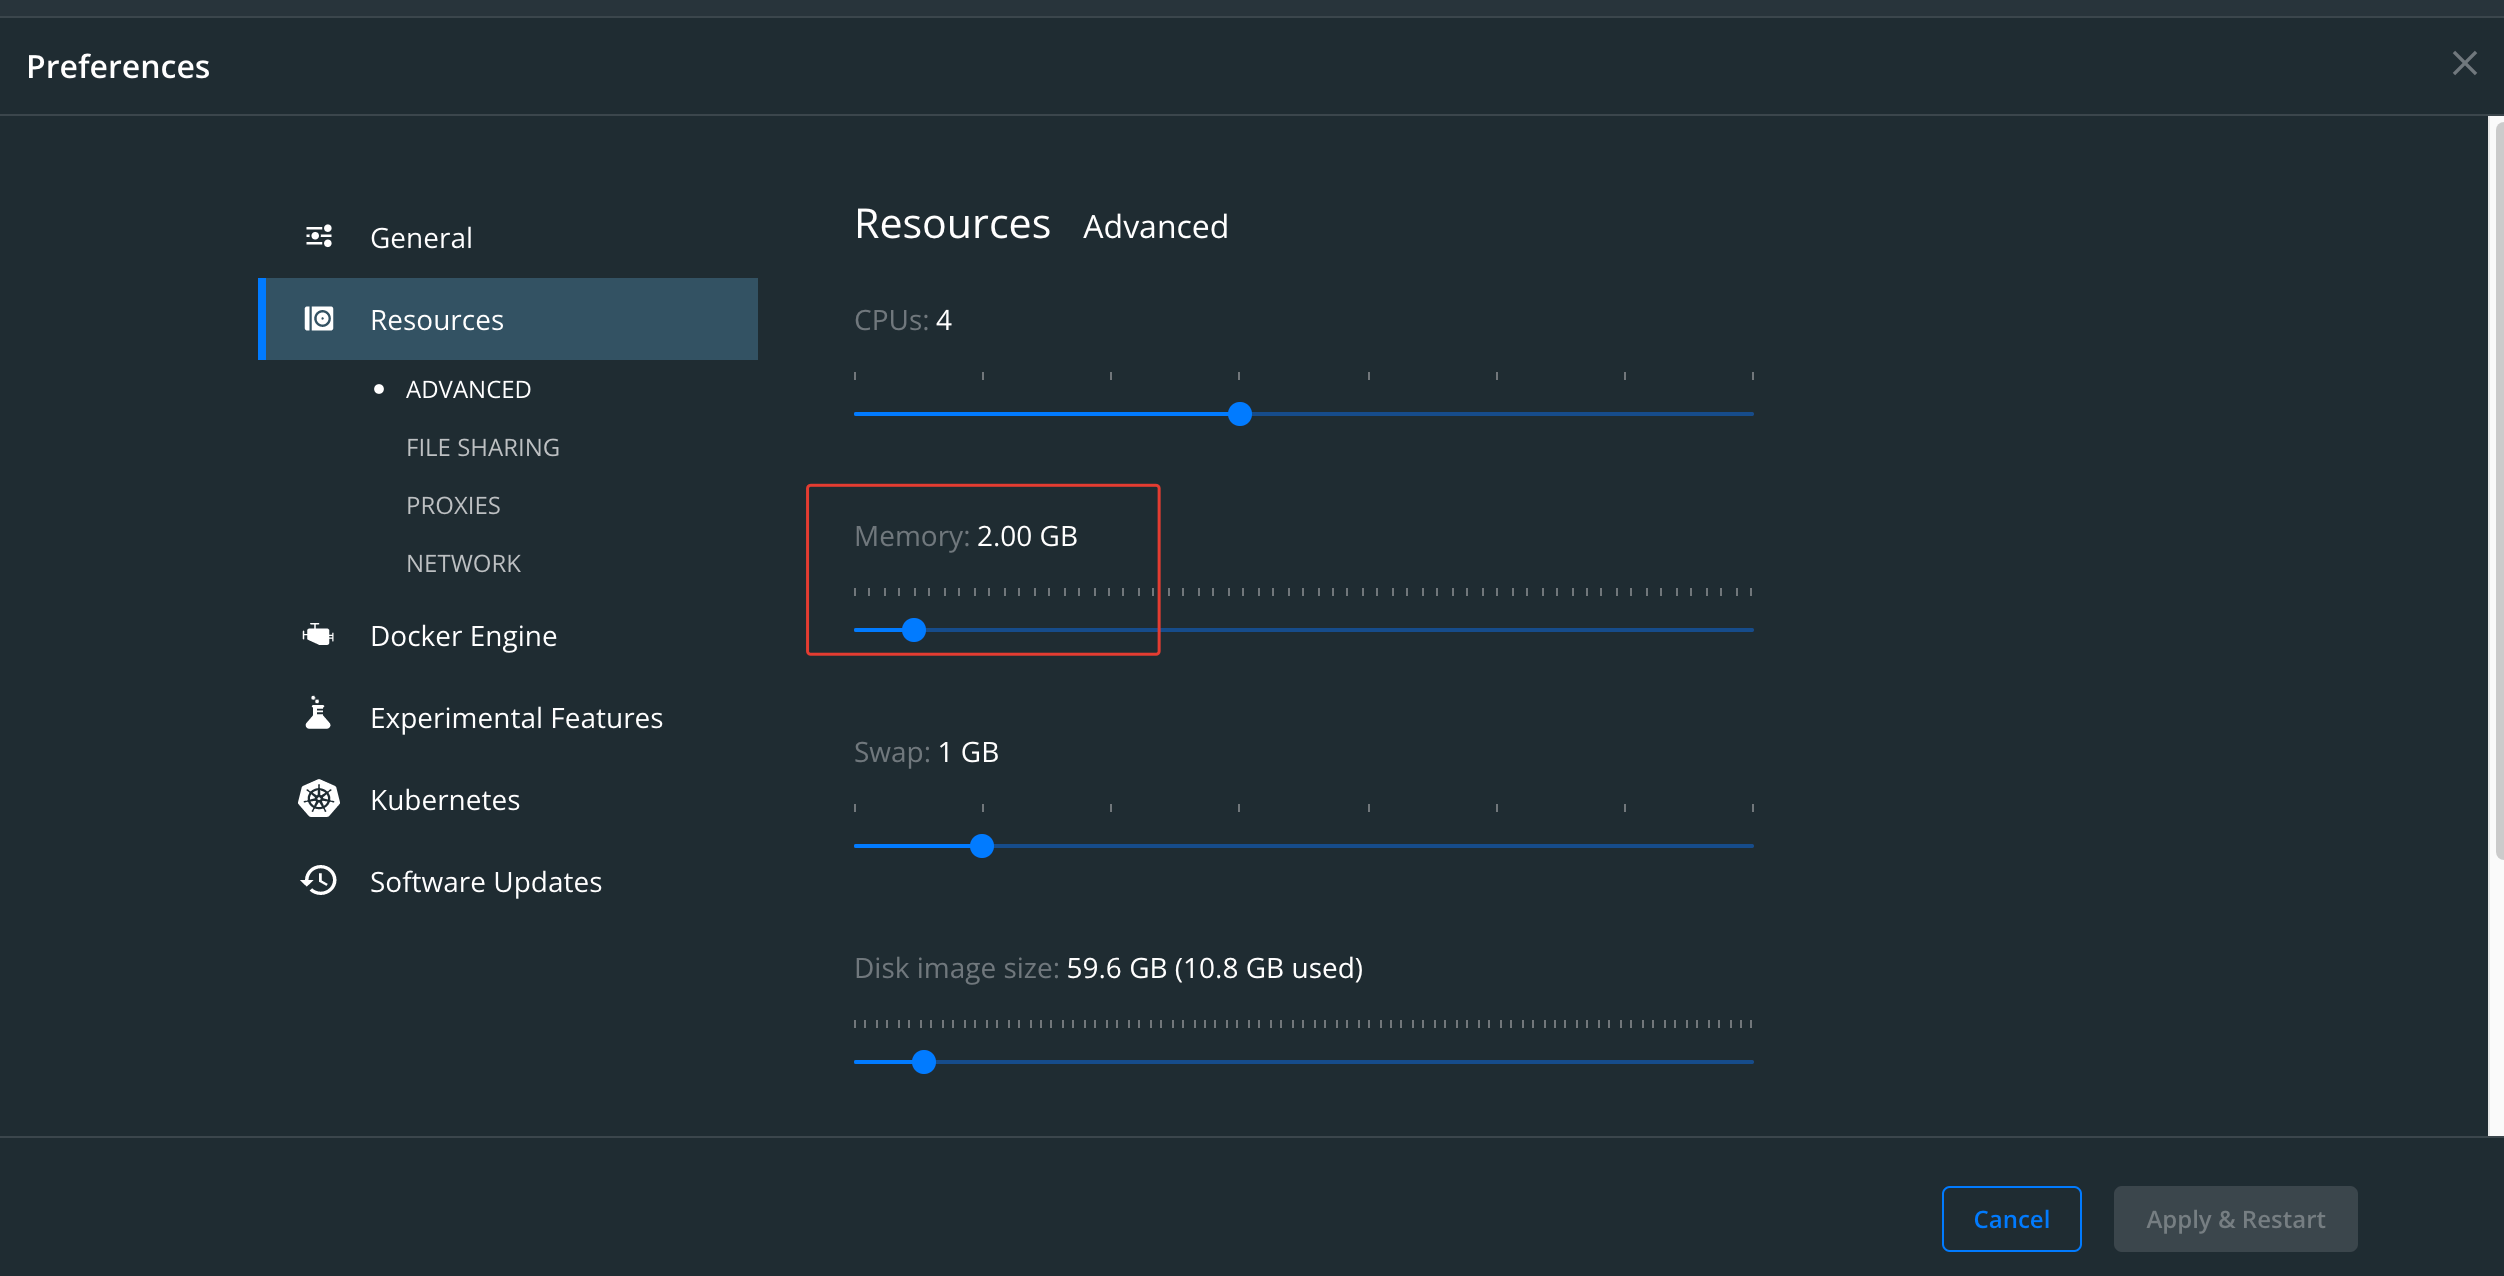 Preferences
General
Resources
ADVANCED
FILE SHARING
PROXIES
NETWORK
Docker Engine
Experimental Features
Kubernetes
Software Updates
Resources Advanced
CPUs: 4
Memory: 2.00 GB
Swap: 1 GB
Disk image size: 59.6 GB (10.8 GB used)
Cancel
Apply & Restart